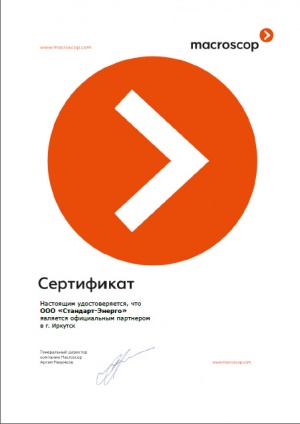 www.macroscop.com
macroscop
Сертификат
Настоящим удостоверяется, что
ООО «Стандарт-Энерго»
является официальным партнером
в г. Иркутск
Генеральный директор
компании Macroscop
Артем
www.macroscop.com